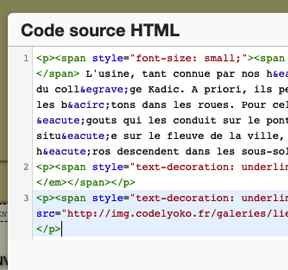 Code source HTML
1 <p><span style="font-size: small;"><span
</span> L'usine, tant connue par nos h&ea
du coll&egrave;ge Kadic. A priori, ils pe
les b&acirc;tons dans les roues. Pour cel
&eacute;gouts qui les conduit sur le pont
situ&eacute;e sur le fleuve de la ville,
h&eacute;ros descendent dans les sous-sol
2 <p><span style="text-decoration: underlin
</em></span></p>
3 <p><span style="text-decoration: underlin
src="http://img.codelyoko.fr/galeries/lie
</p>